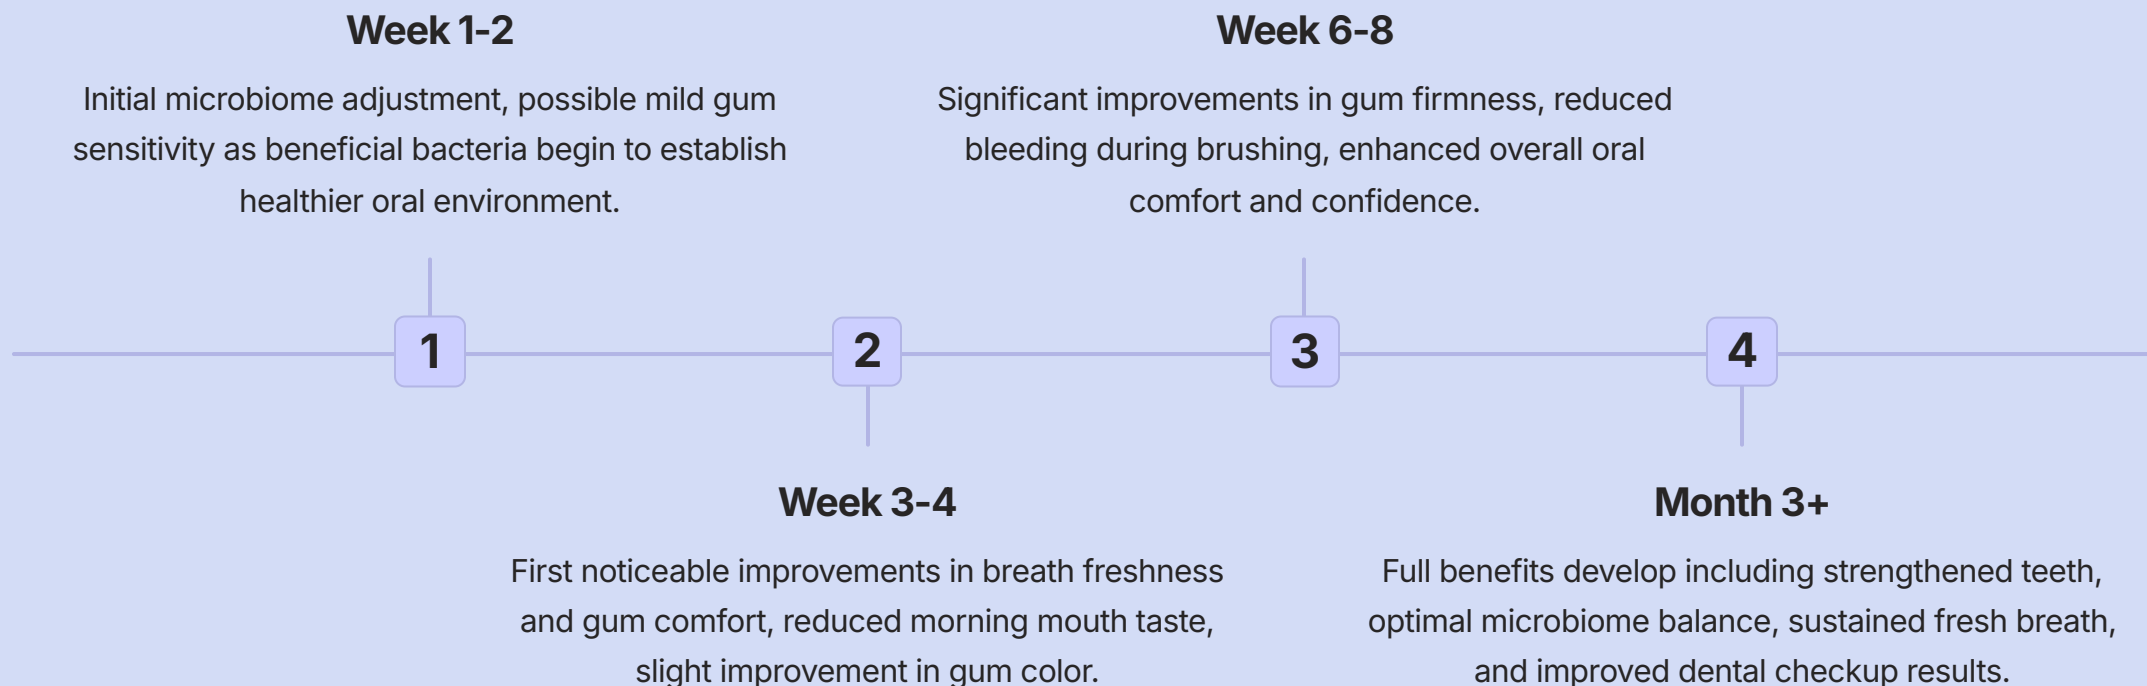 Week 1-2
Initial microbiome adjustment, possible mild gum
sensitivity as beneficial bacteria begin to establish
healthier oral environment.
Week 6-8
Significant improvements in gum firmness, reduced
bleeding during brushing, enhanced overall oral
comfort and confidence.
1
2
3
4
Week 3-4
First noticeable improvements in breath freshness
and gum comfort, reduced morning mouth taste,
slight improvement in gum color.
Month 3+
Full benefits develop including strengthened teeth,
optimal microbiome balance, sustained fresh breath,
and improved dental checkup results.